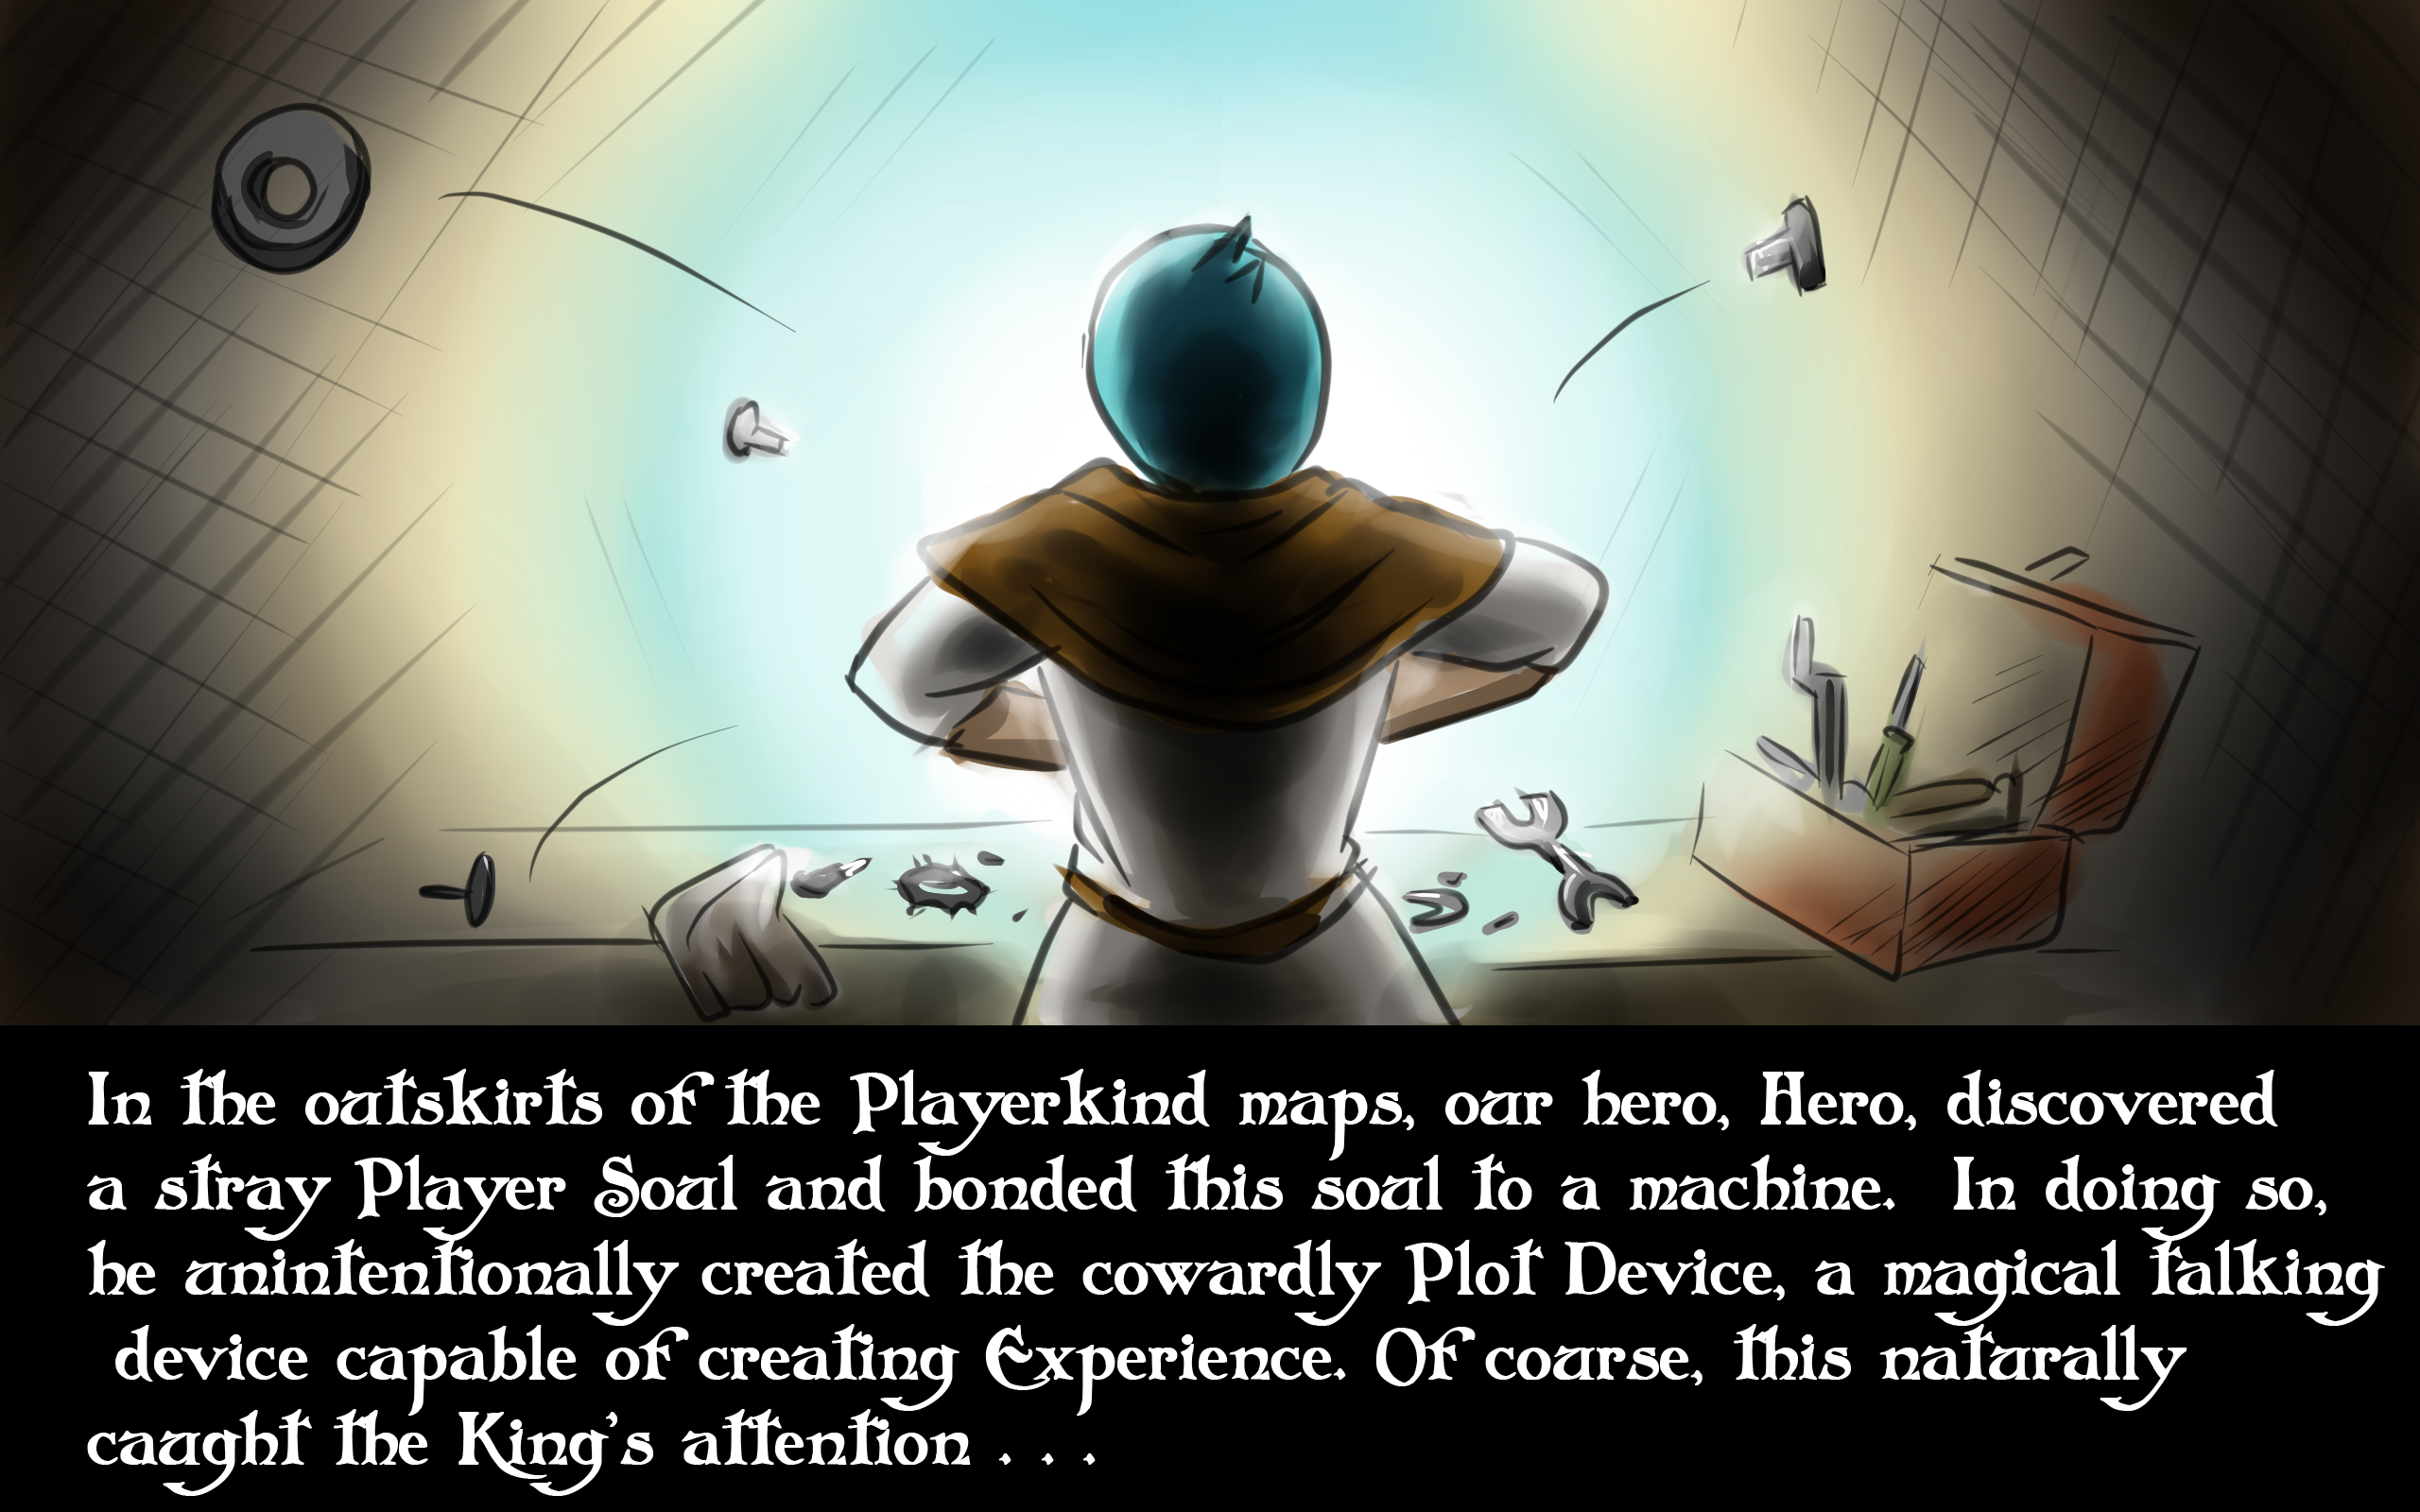 In the outskirts of the Playerkind maps, our hero, Hero, discovered
a stray Player Soul and bonded this soul to a machine.  In doing so,
he unintentionally created the cowardly Plot Device, a magical talking
device capable of creating Experience. Of course, this naturally
caught the King's attention . . .